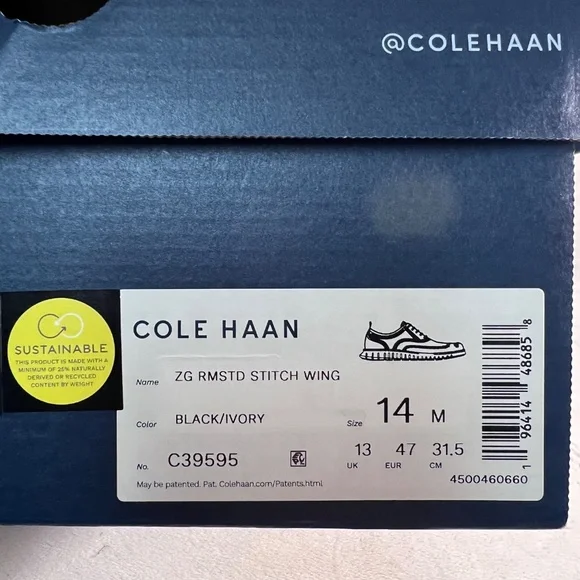 @COLEHAAN
SUSTAINABLE
THIS PRODUCT IS MADE WITH A
MINIMUM OF 25% NATURALLY
DERIVED OR RECYCLED
CONTENT BY WEIGHT
COLE HAAN
Name ZG RMSTD STITCH WING
Color BLACK/IVORY
Size 14 M
13 47 31.5
UK EUR CM
No. C39595
May be patented. Pat. Colehaan.com/Patents.html
1 96414 48685 8
4500460660